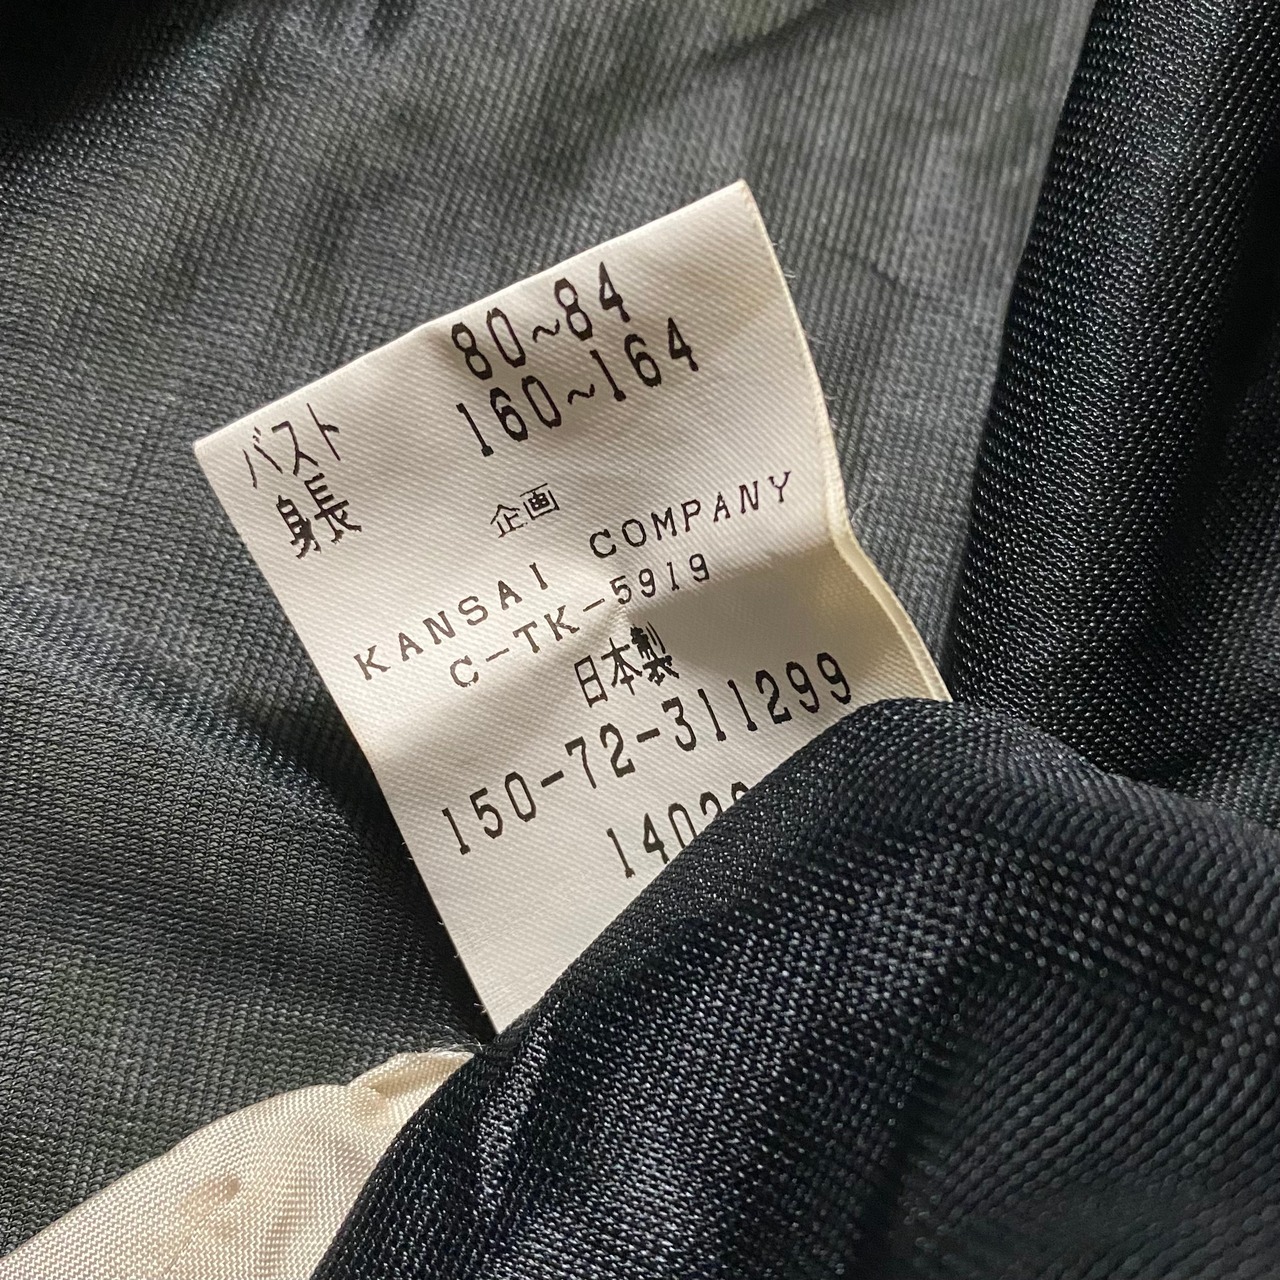 バスト 80~84
身長 160~164
企画
KANSAI COMPANY
C-TK-5919
日本製
150-72-311299